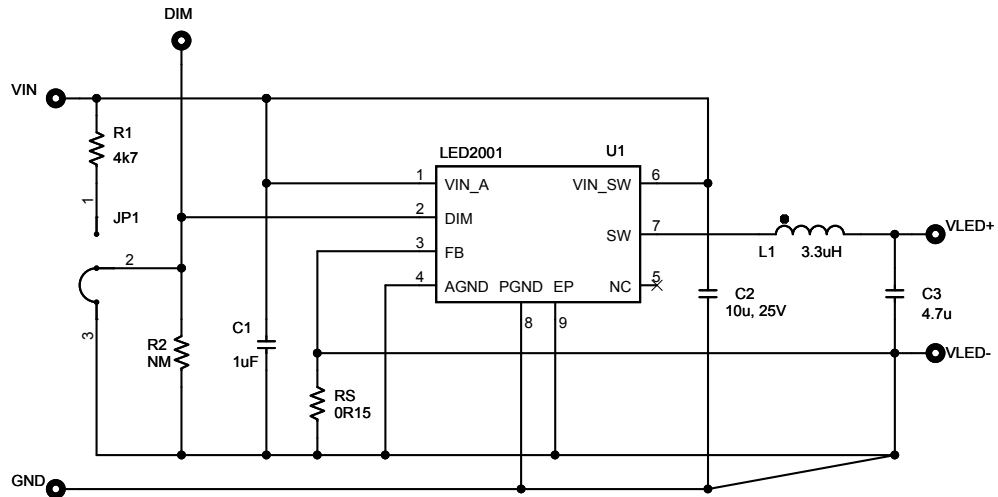 DIM
VIN
R1
4k7
1
JP1
2
3
R2
NM
C1
1uF
LED2001
U1
1
VIN_A
2
DIM
3
FB
4
AGND
PGND
EP
8
9
VIN_SW
6
SW
7
NC
5
L1
3.3uH
C2
10u, 25V
C3
4.7u
VLED+
VLED-
RS
0R15
GND